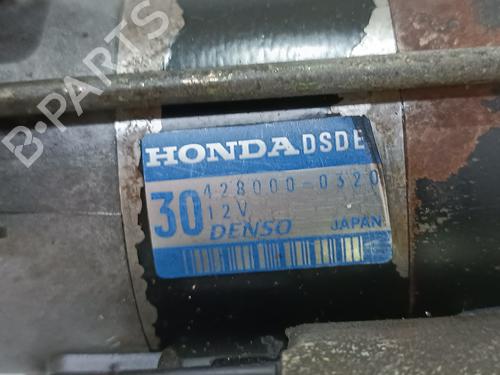 B-PARTS
HONDA DSDE
428000-0320
30 12V
DENSO JAPAN